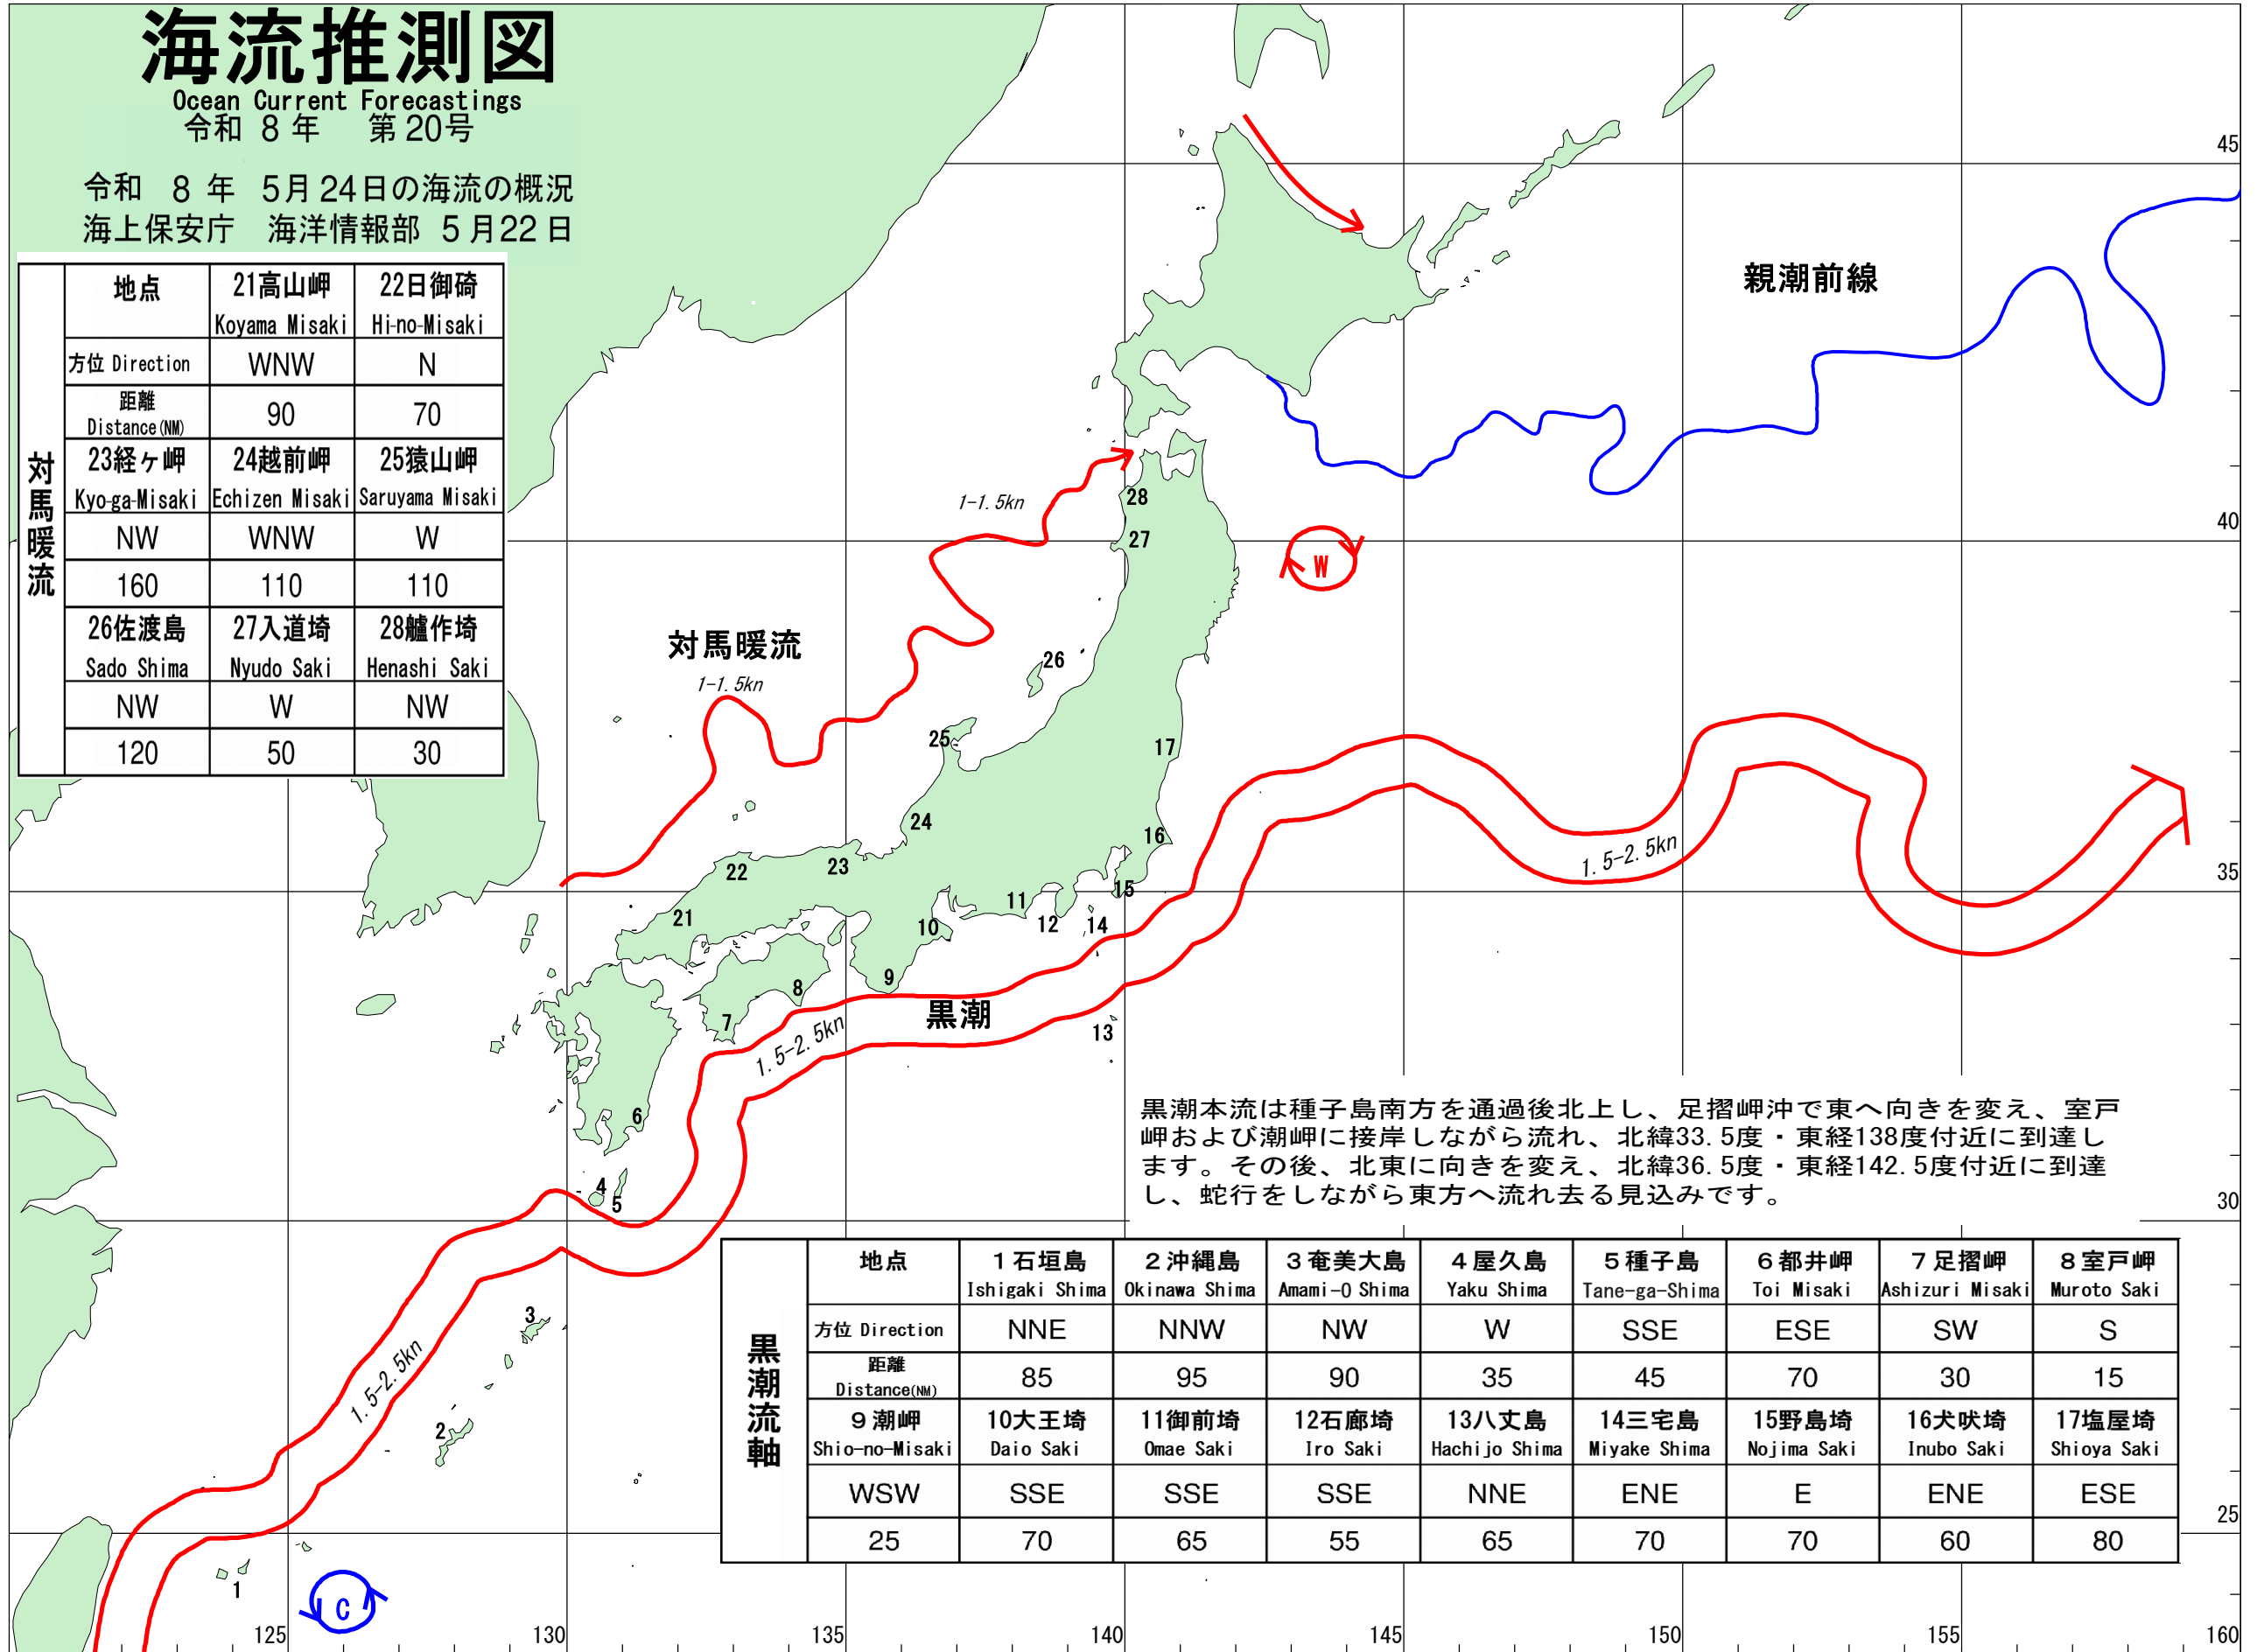 海流推測図
Ocean Current Forecastings
令和 8 年 第 20号
令和 8 年 5月 24日の海流の概況
海上保安庁 海洋情報部 5 月22 日
対馬暖流
地点 21高山岬 22日御碕
Koyama Misaki Hi-no-Misaki
方位 Direction WNW N
距離
Distance(NM) 90 70
23経ヶ岬 24越前岬 25猿山岬
Kyo-ga-Misaki Echizen Misaki Saruyama Misaki
NW WNW W
160 110 110
26佐渡島 27入道埼 28艫作埼
Sado Shima Nyudo Saki Henashi Saki
NW W NW
120 50 30
45
親潮前線
1-1.5kn
28
40
27
W
対馬暖流
26
1-1.5kn
25
17
24
16
1.5-2.5kn
23
22
35
15
11
21
10
12
14
9
8
黒潮
7
13
1.5-2.5kn
6
黒潮本流は種子島南方を通過後北上し、足摺岬沖で東へ向きを変え、室戸
岬および潮岬に接岸しながら流れ、北緯33.5度・東経138度付近に到達し
ます。その後、北東に向きを変え、北緯36.5度・東経142.5度付近に到達
し、蛇行をしながら東方へ流れ去る見込みです。
4
5
30
3
1.5-2.5kn
2
黒潮流軸
地点 1石垣島 2沖縄島 3奄美大島 4屋久島 5種子島 6都井岬 7足摺岬 8室戸岬
Ishigaki Shima Okinawa Shima Amami-O Shima Yaku Shima Tane-ga-Shima Toi Misaki Ashizuri Misaki Muroto Saki
方位 Direction NNE NNW NW W SSE ESE SW S
距離
Distance(NM) 85 95 90 35 45 70 30 15
9潮岬 10大王埼 11御前埼 12石廊埼 13八丈島 14三宅島 15野島埼 16犬吠埼 17塩屋埼
Shio-no-Misaki Daio Saki Omae Saki Iro Saki Hachijo Shima Miyake Shima Nojima Saki Inubo Saki Shioya Saki
WSW SSE SSE SSE NNE ENE E ENE ESE
25 70 65 55 65 70 70 60 80
25
1
C
125 130 135 140 145 150 155 160